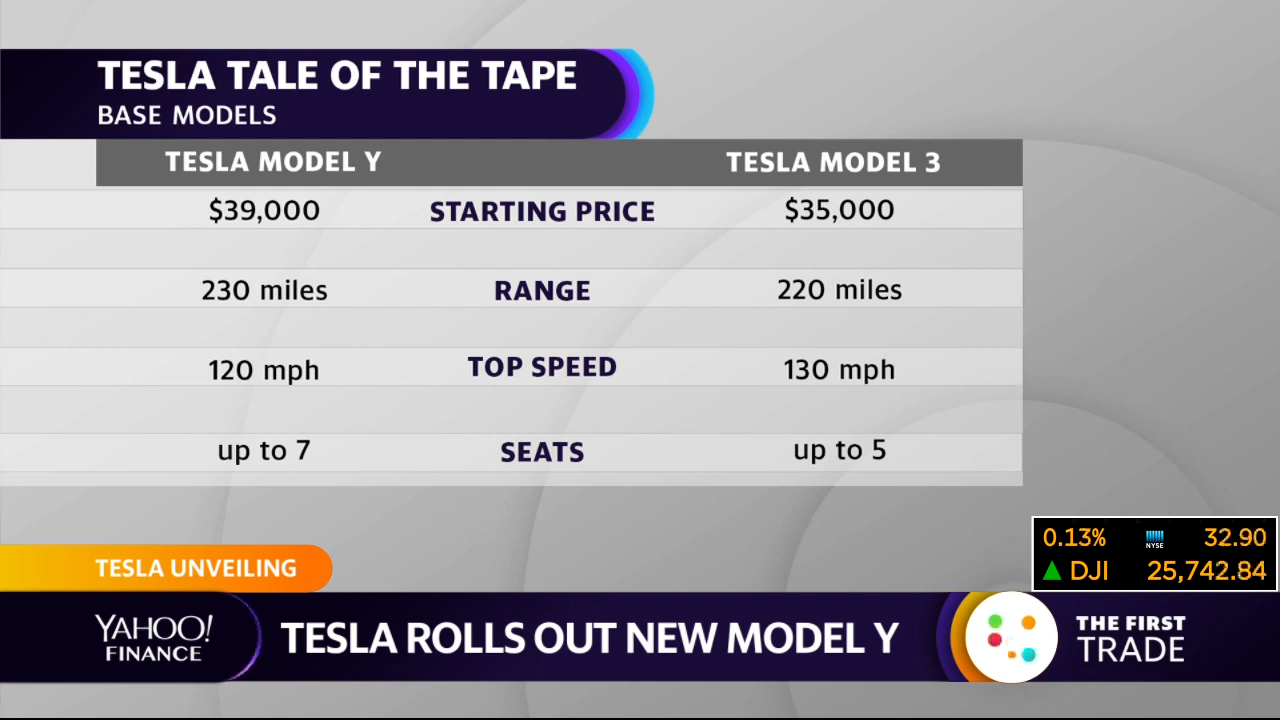 TESLA TALE OF THE TAPE
BASE MODELS
TESLA MODEL Y TESLA MODEL 3
$39,000 STARTING PRICE $35,000
230 miles RANGE 220 miles
120 mph TOP SPEED 130 mph
up to 7 SEATS up to 5
0.13% NYSE 32.90
DJI 25,742.84
TESLA UNVEILING
YAHOO!
FINANCE
TESLA ROLLS OUT NEW MODEL Y
THE FIRST
TRADE